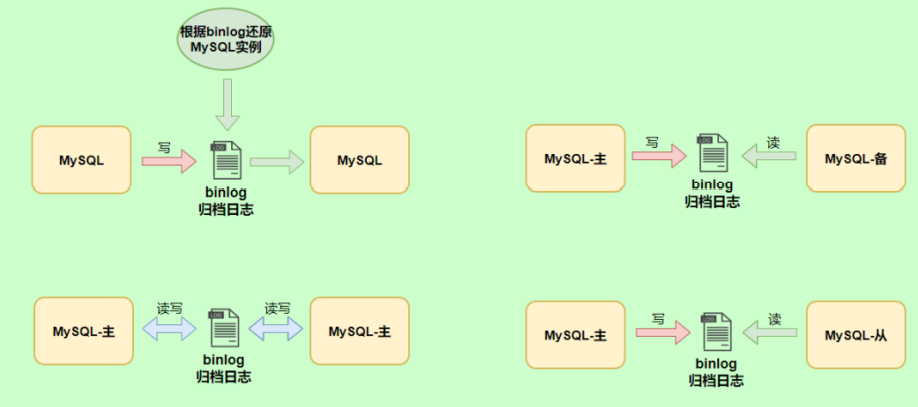 根据binlog还原
MySQL实例
MySQL
写
LOG
binlog
归档日志
MySQL
MySQL-主
写
LOG
binlog
归档日志
读
MySQL-备
MySQL-主
读写
LOG
binlog
归档日志
读写
MySQL-主
MySQL-主
写
LOG
binlog
归档日志
读
MySQL-从